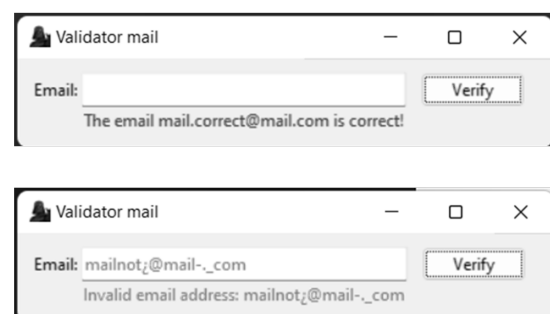 Validator mail
Email: Verify
The email mail.correct@mail.com is correct!
Validator mail
Email: mailnot¿@mail-._com Verify
Invalid email address: mailnot¿@mail-._com